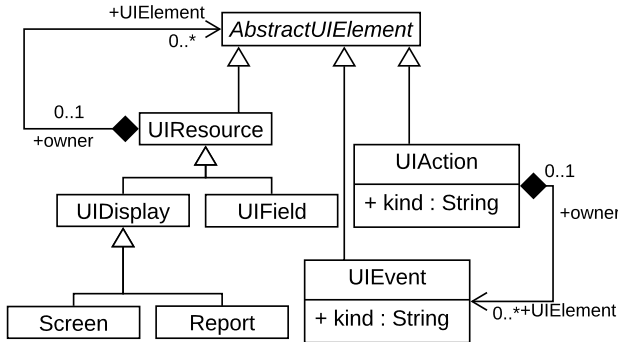 +UIElement
AbstractUIElement
0..*
0..1
UIResource
+owner
UIAction
0..1
+ kind : String
UIDisplay
UIField
+owner
UIEvent
0..*
+UIElement
+ kind : String
Screen
Report